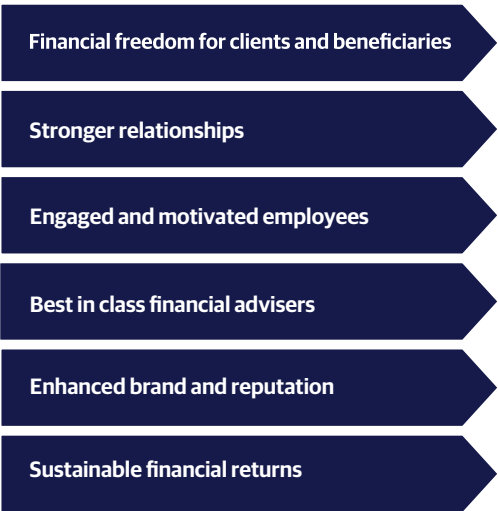 Financial freedom for clients and beneficiaries
Stronger relationships
Engaged and motivated employees
Best in class financial advisers
Enhanced brand and reputation
Sustainable financial returns